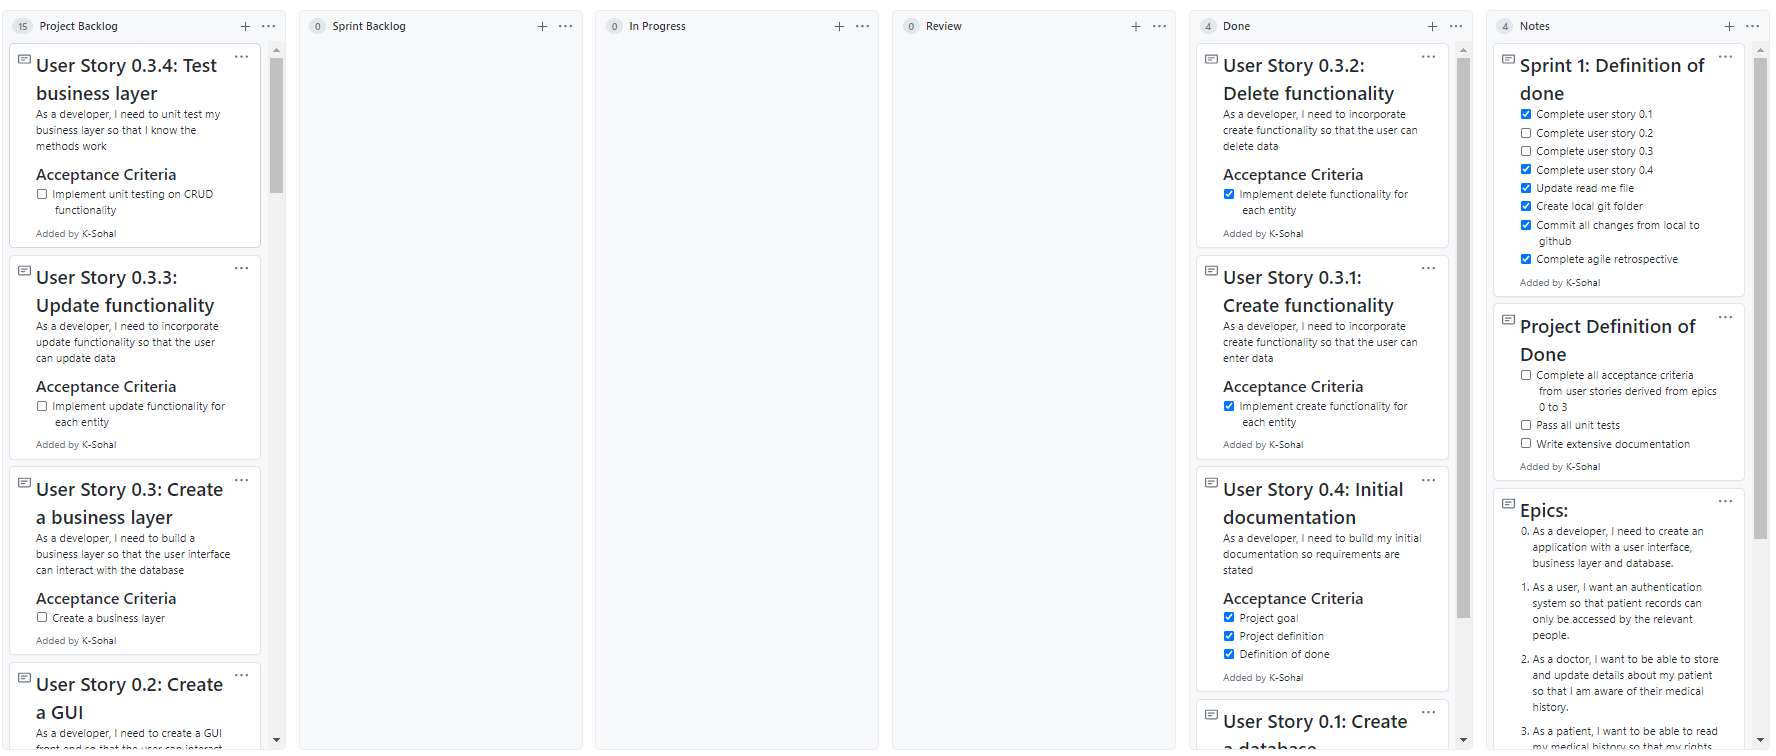 15 Project Backlog
User Story 0.3.4: Test
business layer
As a developer, I need to unit test my
business layer so that I know the
methods work
Acceptance Criteria
Implement unit testing on CRUD
functionality
Added by K-Sohal
User Story 0.3.3:
Update functionality
As a developer, I need to incorporate
update functionality so that the user
can update data
Acceptance Criteria
Implement update functionality for
each entity
Added by K-Sohal
User Story 0.3: Create
a business layer
As a developer, I need to build a
business layer so that the user interface
can interact with the database
Acceptance Criteria
Create a business layer
Added by K-Sohal
User Story 0.2: Create
a GUI
As a developer, I need to create a GUI
front end so that the user can interact
0 Sprint Backlog
0 In Progress
0 Review
4 Done
User Story 0.3.2:
Delete functionality
As a developer, I need to incorporate
create functionality so that the user can
delete data
Acceptance Criteria
Implement delete functionality for
each entity
Added by K-Sohal
User Story 0.3.1:
Create functionality
As a developer, I need to incorporate
create functionality so that the user can
enter data
Acceptance Criteria
Implement create functionality for
each entity
Added by K-Sohal
User Story 0.4: Initial
documentation
As a developer, I need to build my initial
documentation so requirements are
stated
Acceptance Criteria
Project goal
Project definition
Definition of done
Added by K-Sohal
User Story 0.1: Create
a database
4 Notes
Sprint 1: Definition of
done
Complete user story 0.1
Complete user story 0.2
Complete user story 0.3
Complete user story 0.4
Update read me file
Create local git folder
Commit all changes from local to
github
Complete agile retrospective
Added by K-Sohal
Project Definition of
Done
Complete all acceptance criteria
from user stories derived from epics
0 to 3
Pass all unit tests
Write extensive documentation
Added by K-Sohal
Epics:
0. As a developer, I need to create an
application with a user interface,
business layer and database.
1. As a user, I want an authentication
system so that patient records can
only be accessed by the relevant
people.
2. As a doctor, I want to be able to store
and update details about my patient
so that I am aware of their medical
history.
3. As a patient, I want to be able to read
my medical history so that my rights